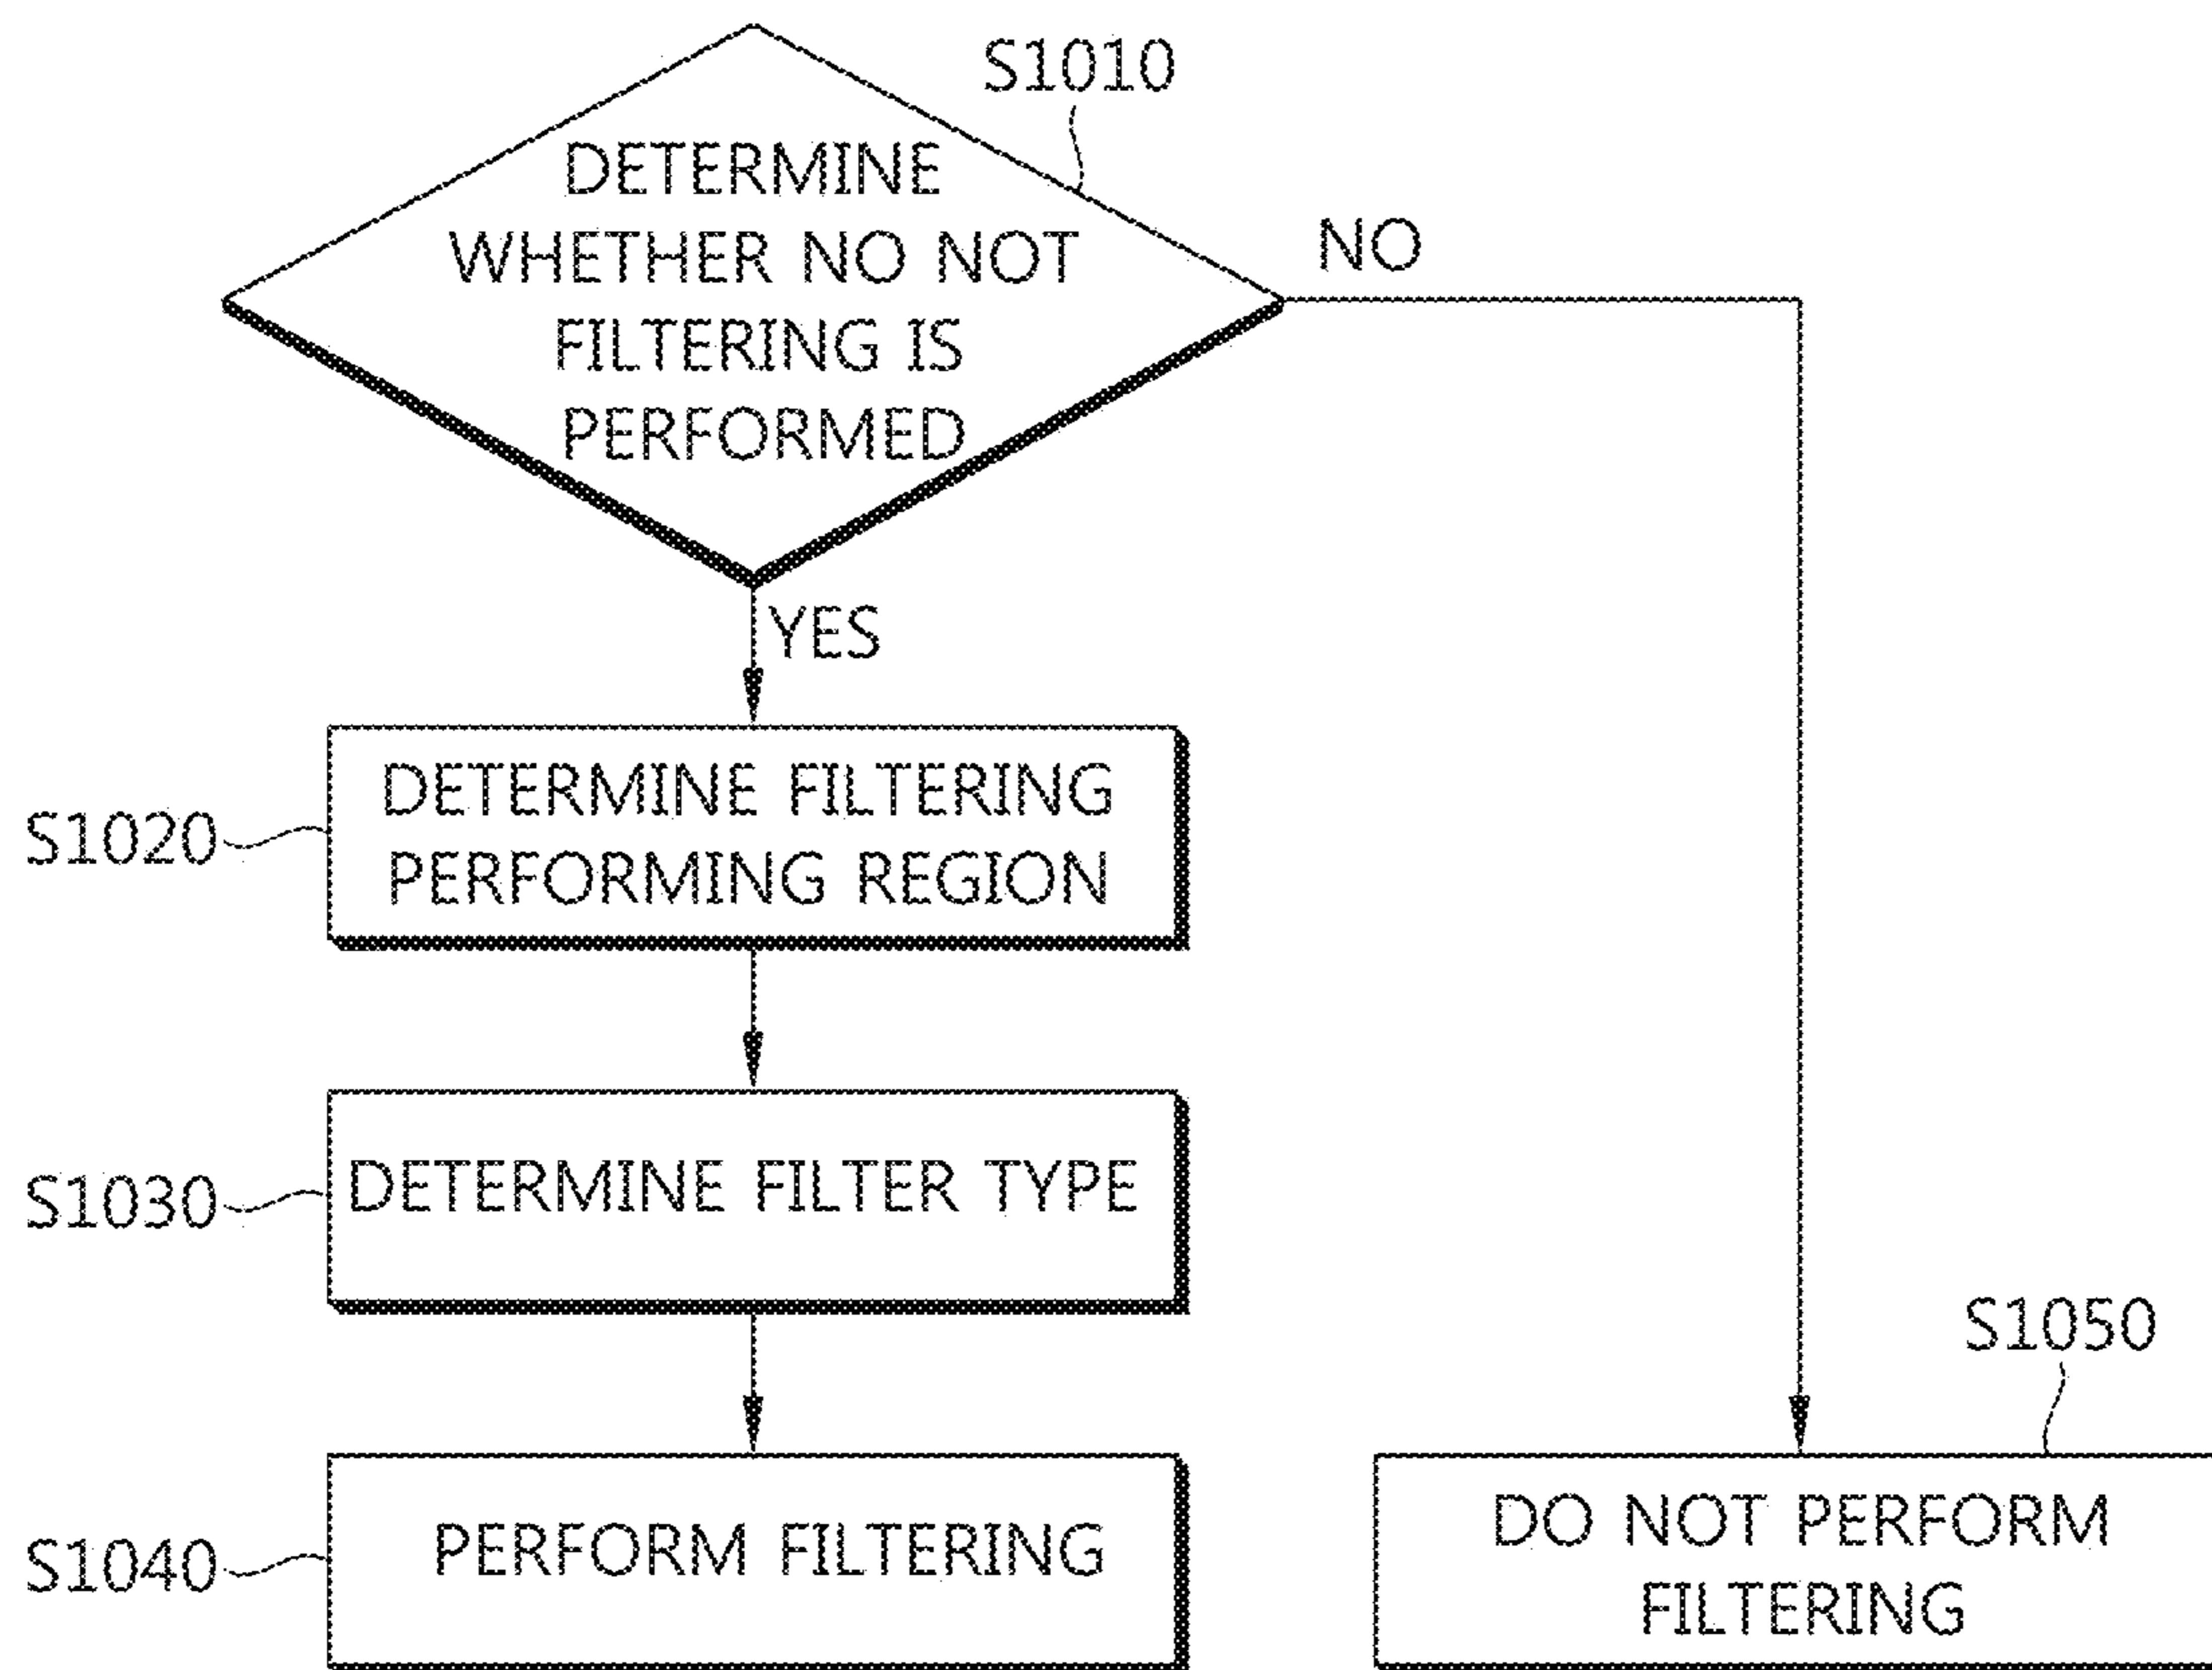 S1010
DETERMINE
WHETHER NO NOT
FILTERING IS
PERFORMED
NO
YES
S1020
DETERMINE FILTERING
PERFORMING REGION
S1030
DETERMINE FILTER TYPE
S1040
PERFORM FILTERING
S1050
DO NOT PERFORM
FILTERING